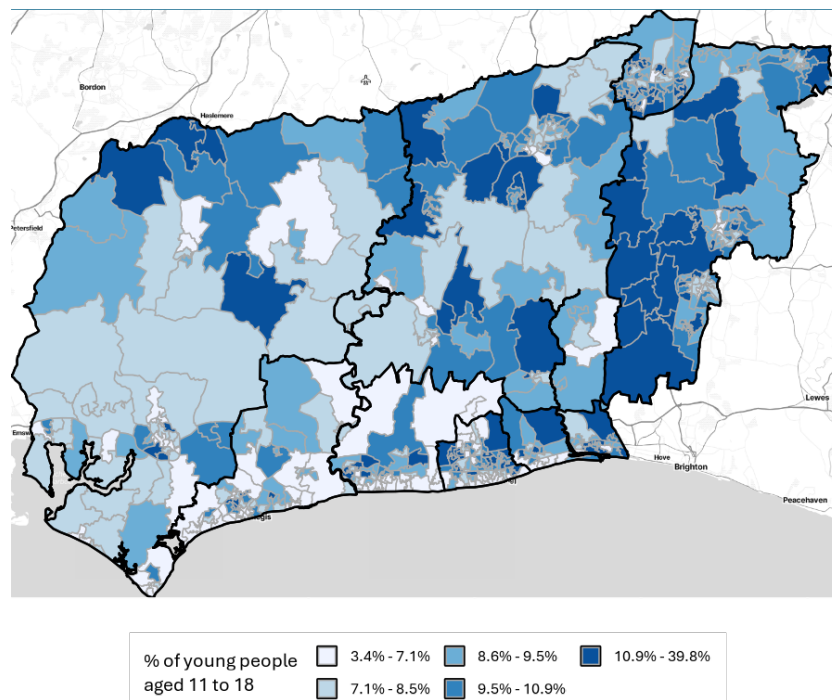 Bordon
Haslemere
Petersfield
Lewes
Hove
Brighton
Peacehaven
% of young people
aged 11 to 18
3.4% - 7.1%
8.6% - 9.5%
10.9% - 39.8%
7.1% - 8.5%
9.5% - 10.9%